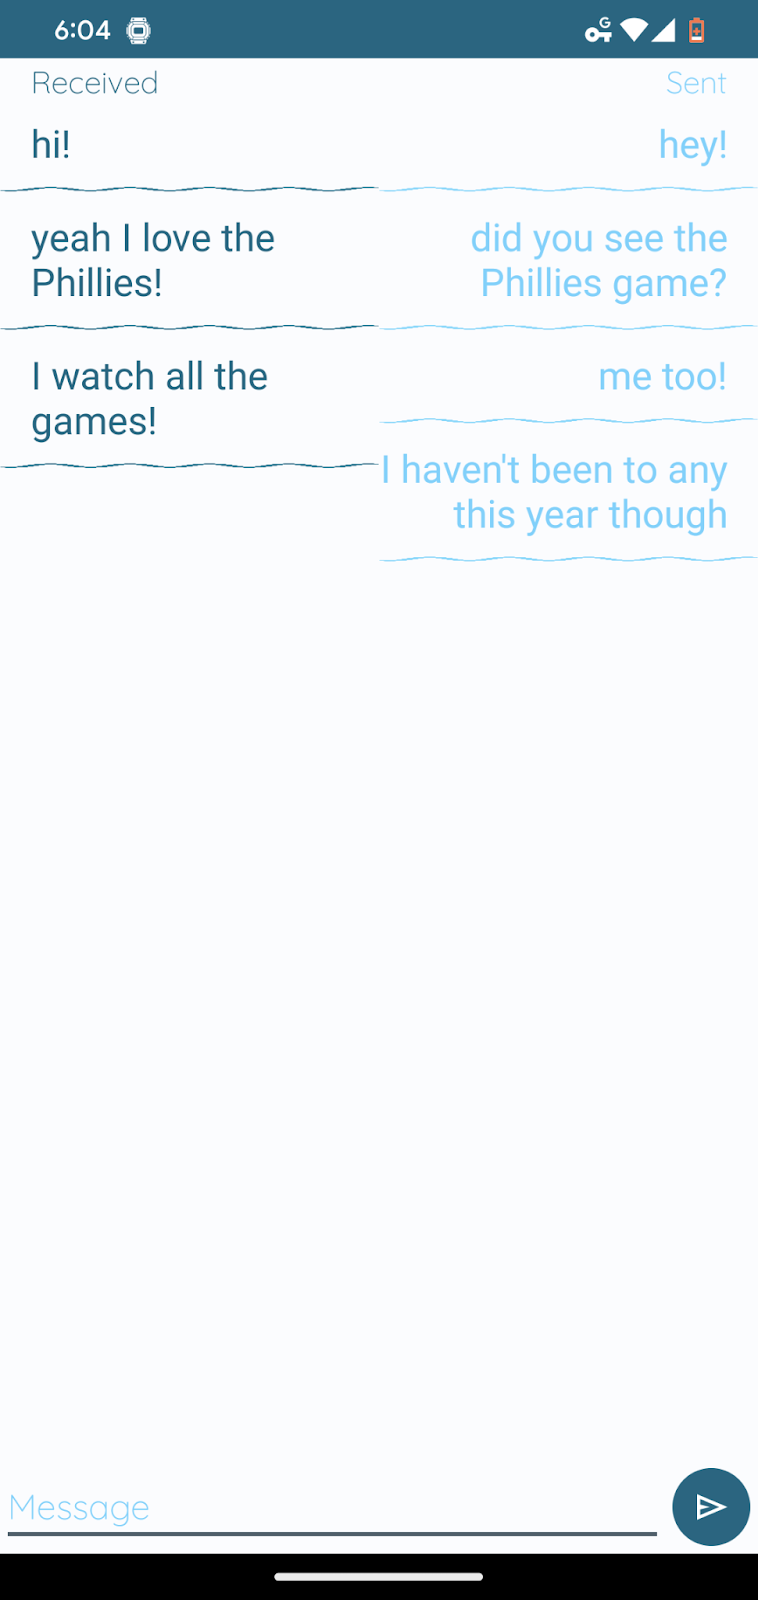 6:04
G
Received
Sent
hi!
hey!
yeah I love the
Phillies!
did you see the
Phillies game?
I watch all the
games!
me too!
I haven't been to any
this year though
Message